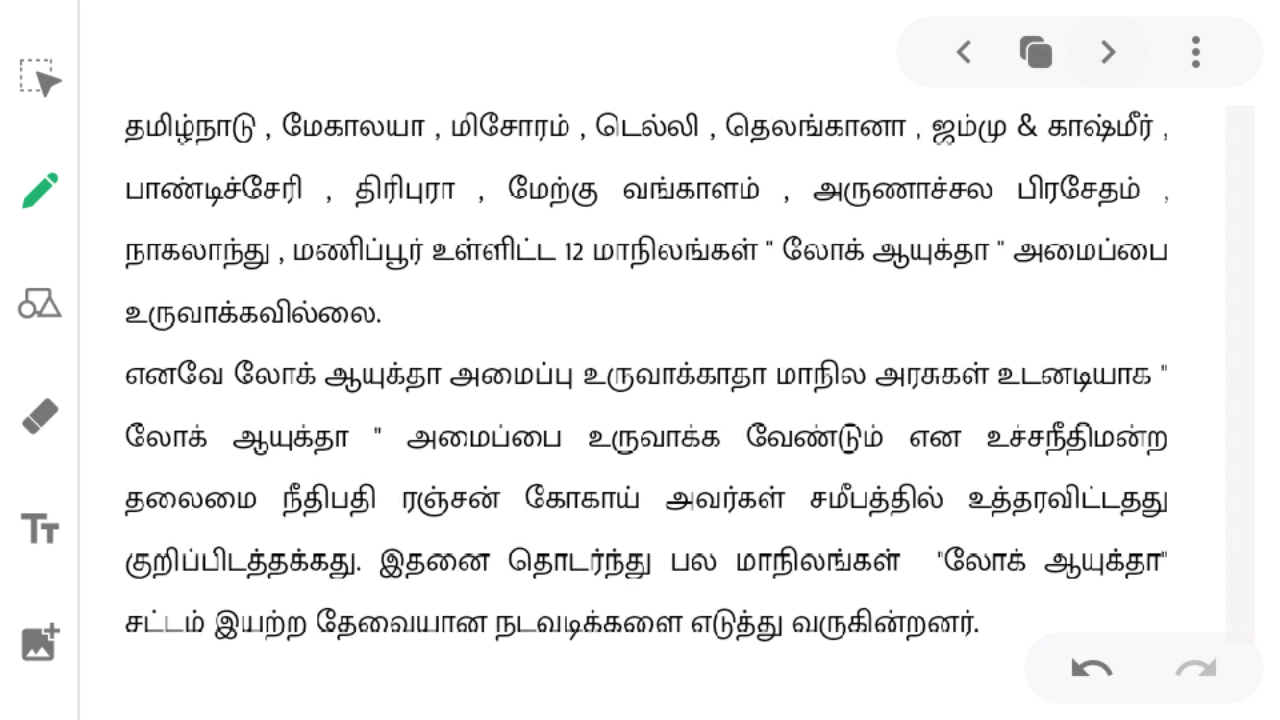 தமிழ்நாடு , மேகாலயா , மிசோரம் , டெல்லி , தெலங்கானா , ஜம்மு & காஷ்மீர் ,
பாண்டிச்சேரி , திரிபுரா , மேற்கு வங்காளம் , அருணாச்சல பிரசேதம் ,
நாகலாந்து , மணிப்பூர் உள்ளிட்ட 12 மாநிலங்கள் " லோக் ஆயுக்தா " அமைப்பை
உருவாக்கவில்லை.
எனவே லோக் ஆயுக்தா அமைப்பு உருவாக்காதா மாநில அரசுகள் உடனடியாக "
லோக் ஆயுக்தா " அமைப்பை உருவாக்க வேண்டும் என உச்சநீதிமன்ற
தலைமை நீதிபதி ரஞ்சன் கோகாய் அவர்கள் சமீபத்தில் உத்தரவிட்டதது
குறிப்பிடத்தக்கது. இதனை தொடர்ந்து பல மாநிலங்கள் "லோக் ஆயுக்தா"
சட்டம் இயற்ற தேவையான நடவடிக்களை எடுத்து வருகின்றனர்.
Tт